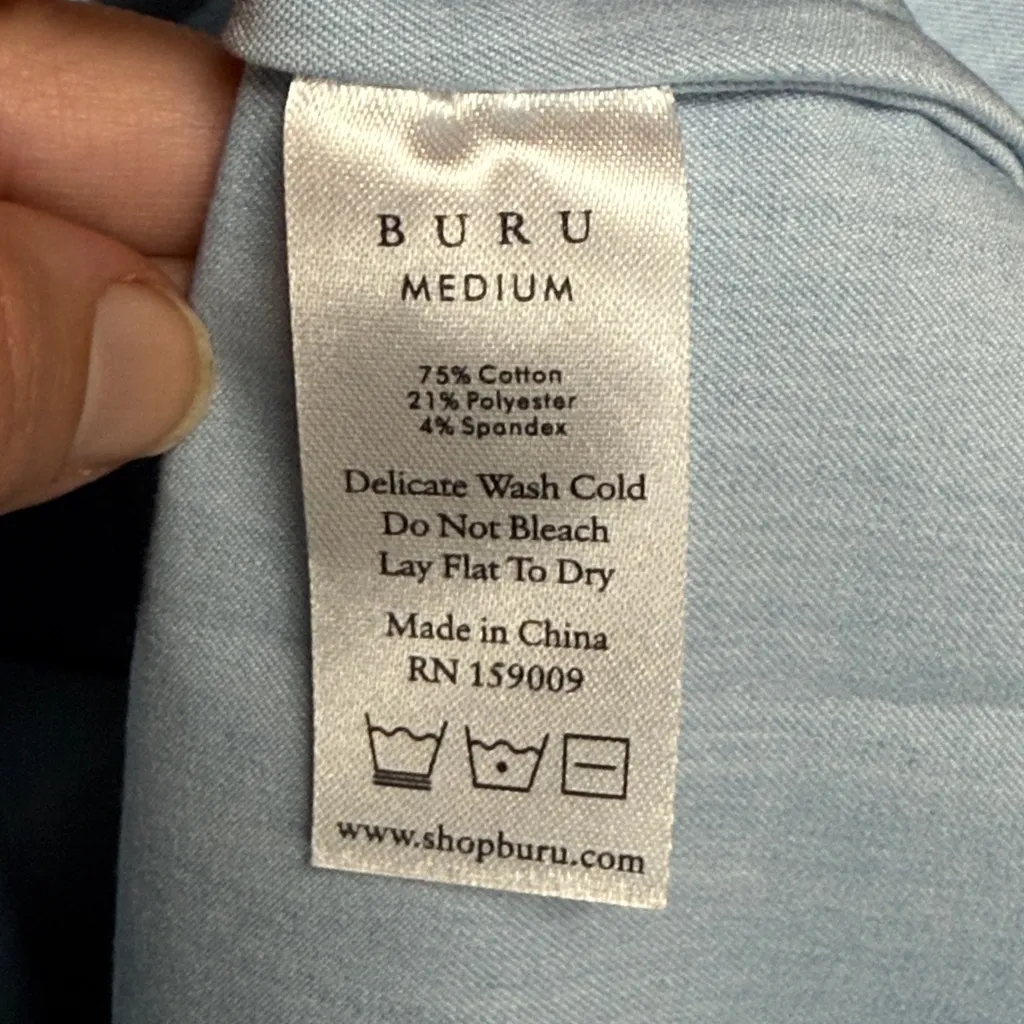 BURU
MEDIUM
75% Cotton
21% Polyester
4% Spandex
Delicate Wash Cold
Do Not Bleach
Lay Flat To Dry
Made in China
RN 159009
www.shopburu.com